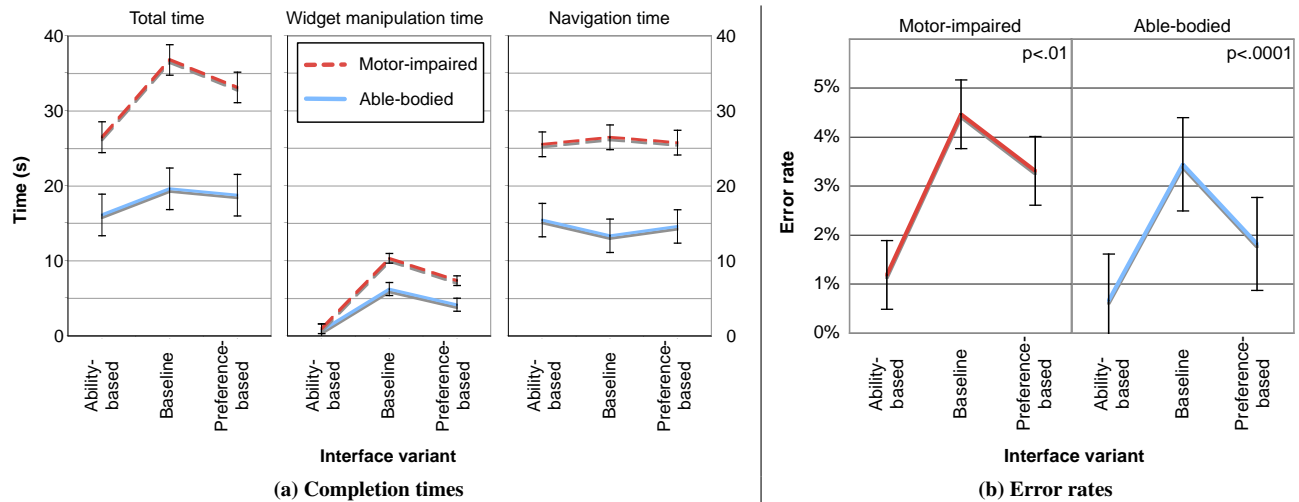 Total time
Widget manipulation time
Navigation time
40
30
20
10
0
Time (s)
Motor-impaired
Able-bodied
40
30
20
10
0
Ability-
based
Baseline
Preference-
based
Ability-
based
Baseline
Preference-
based
Ability-
based
Baseline
Preference-
based
Interface variant
(a) Completion times
Motor-impaired
Able-bodied
p<.01
p<.0001
5%
4%
3%
2%
1%
0%
Error rate
Ability-
based
Baseline
Preference-
based
Ability-
based
Baseline
Preference-
based
Interface variant
(b) Error rates